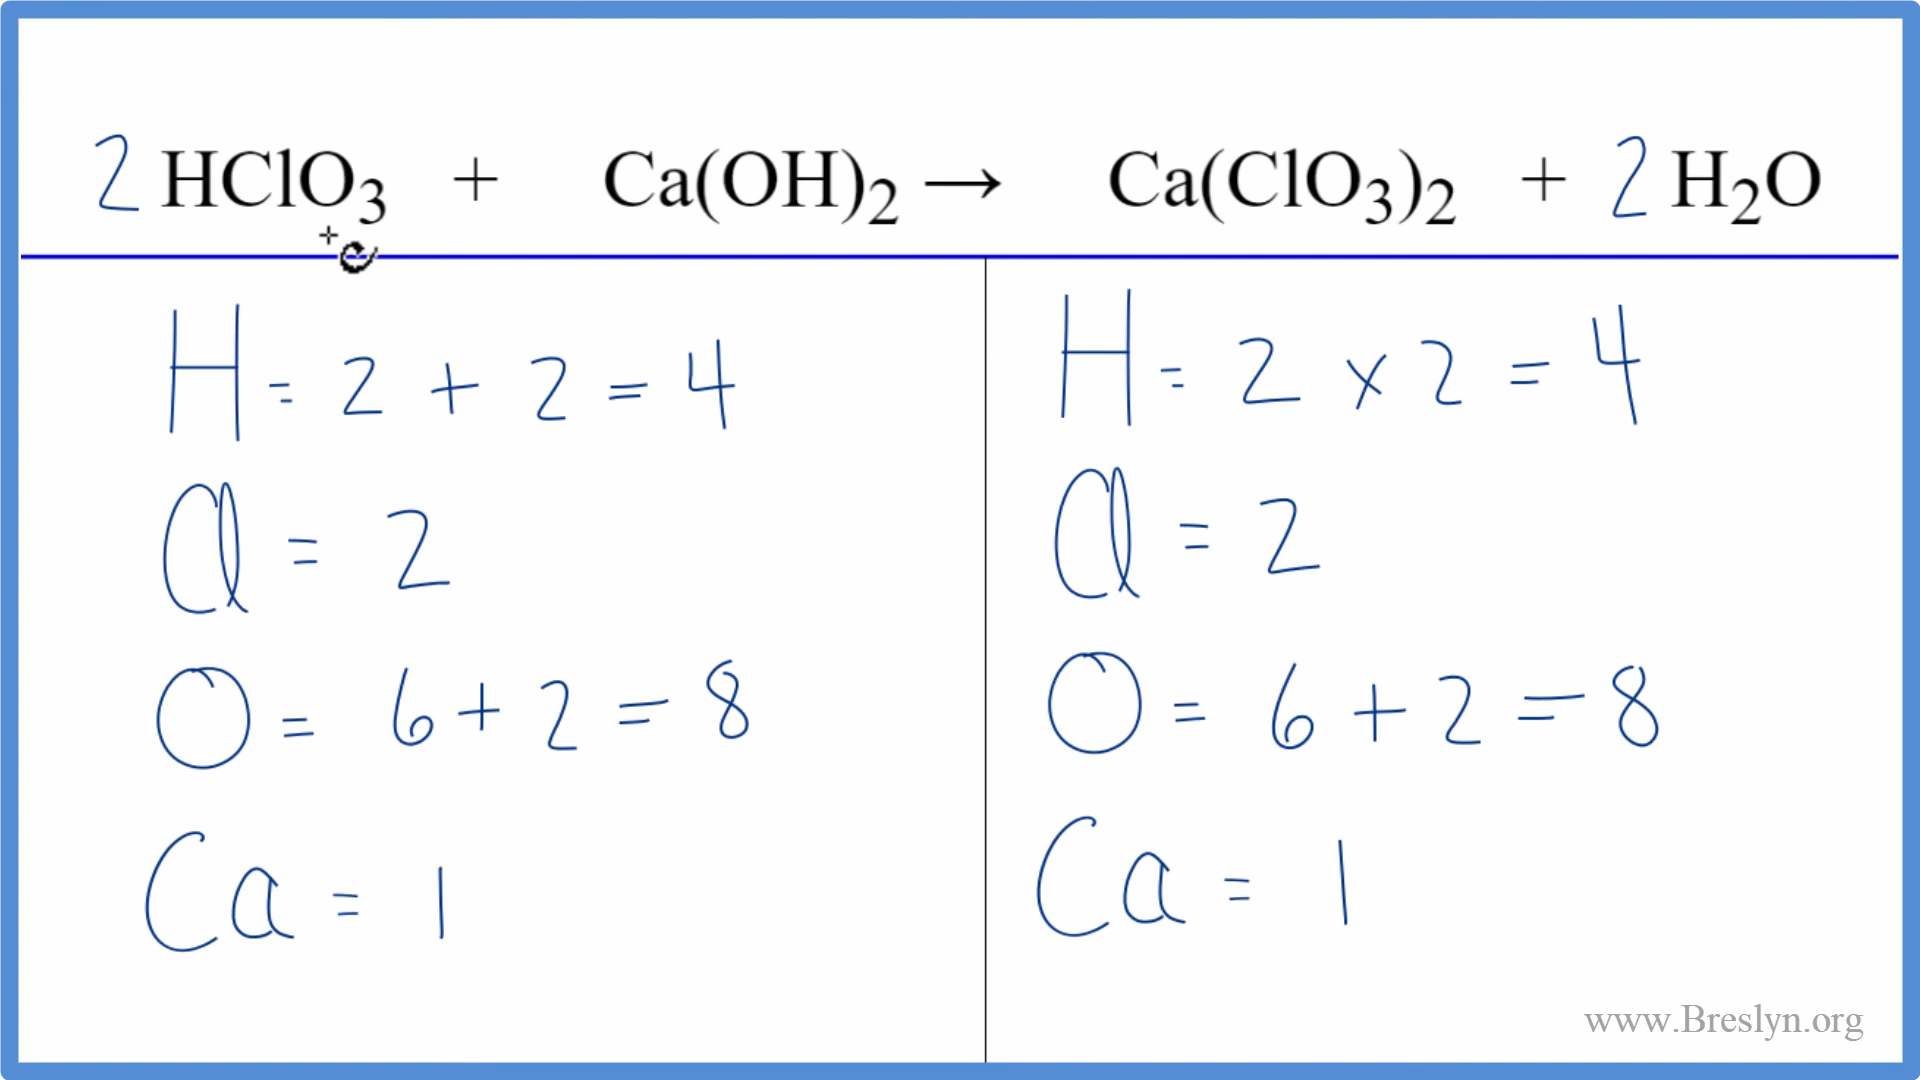 2 HClO₃ + Ca(OH)₂ → Ca(ClO₃)₂ + 2 H₂O
H = 2 + 2 = 4
Cl = 2
O = 6 + 2 = 8
Ca = 1
H = 2 x 2 = 4
Cl = 2
O = 6 + 2 = 8
Ca = 1
www.Breslyn.org